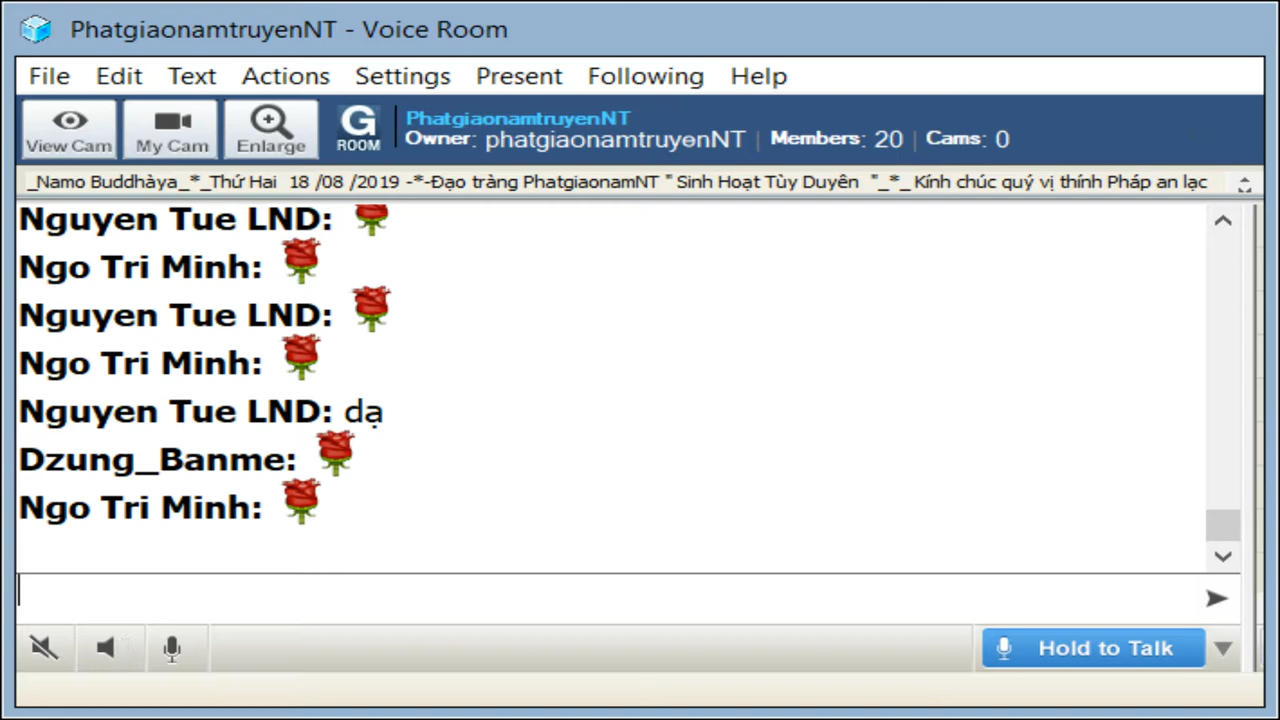 PhatgiaonamtruyenNT - Voice Room
File Edit Text Actions Settings Present Following Help
View Cam My Cam Enlarge G ROOM
PhatgiaonamtruyenNT
Owner: phatgiaonamtruyenNT | Members: 20 | Cams: 0
_Namo Buddhàya_*_Thứ Hai 18 /08 /2019 -*-Đạo tràng PhatgiaonamNT " Sinh Hoạt Tùy Duyên "_*_ Kính chúc quý vị thính Pháp an lạc
Nguyen Tue LND:
Ngo Tri Minh:
Nguyen Tue LND:
Ngo Tri Minh:
Nguyen Tue LND: dạ
Dzung_Banme:
Ngo Tri Minh:
Hold to Talk